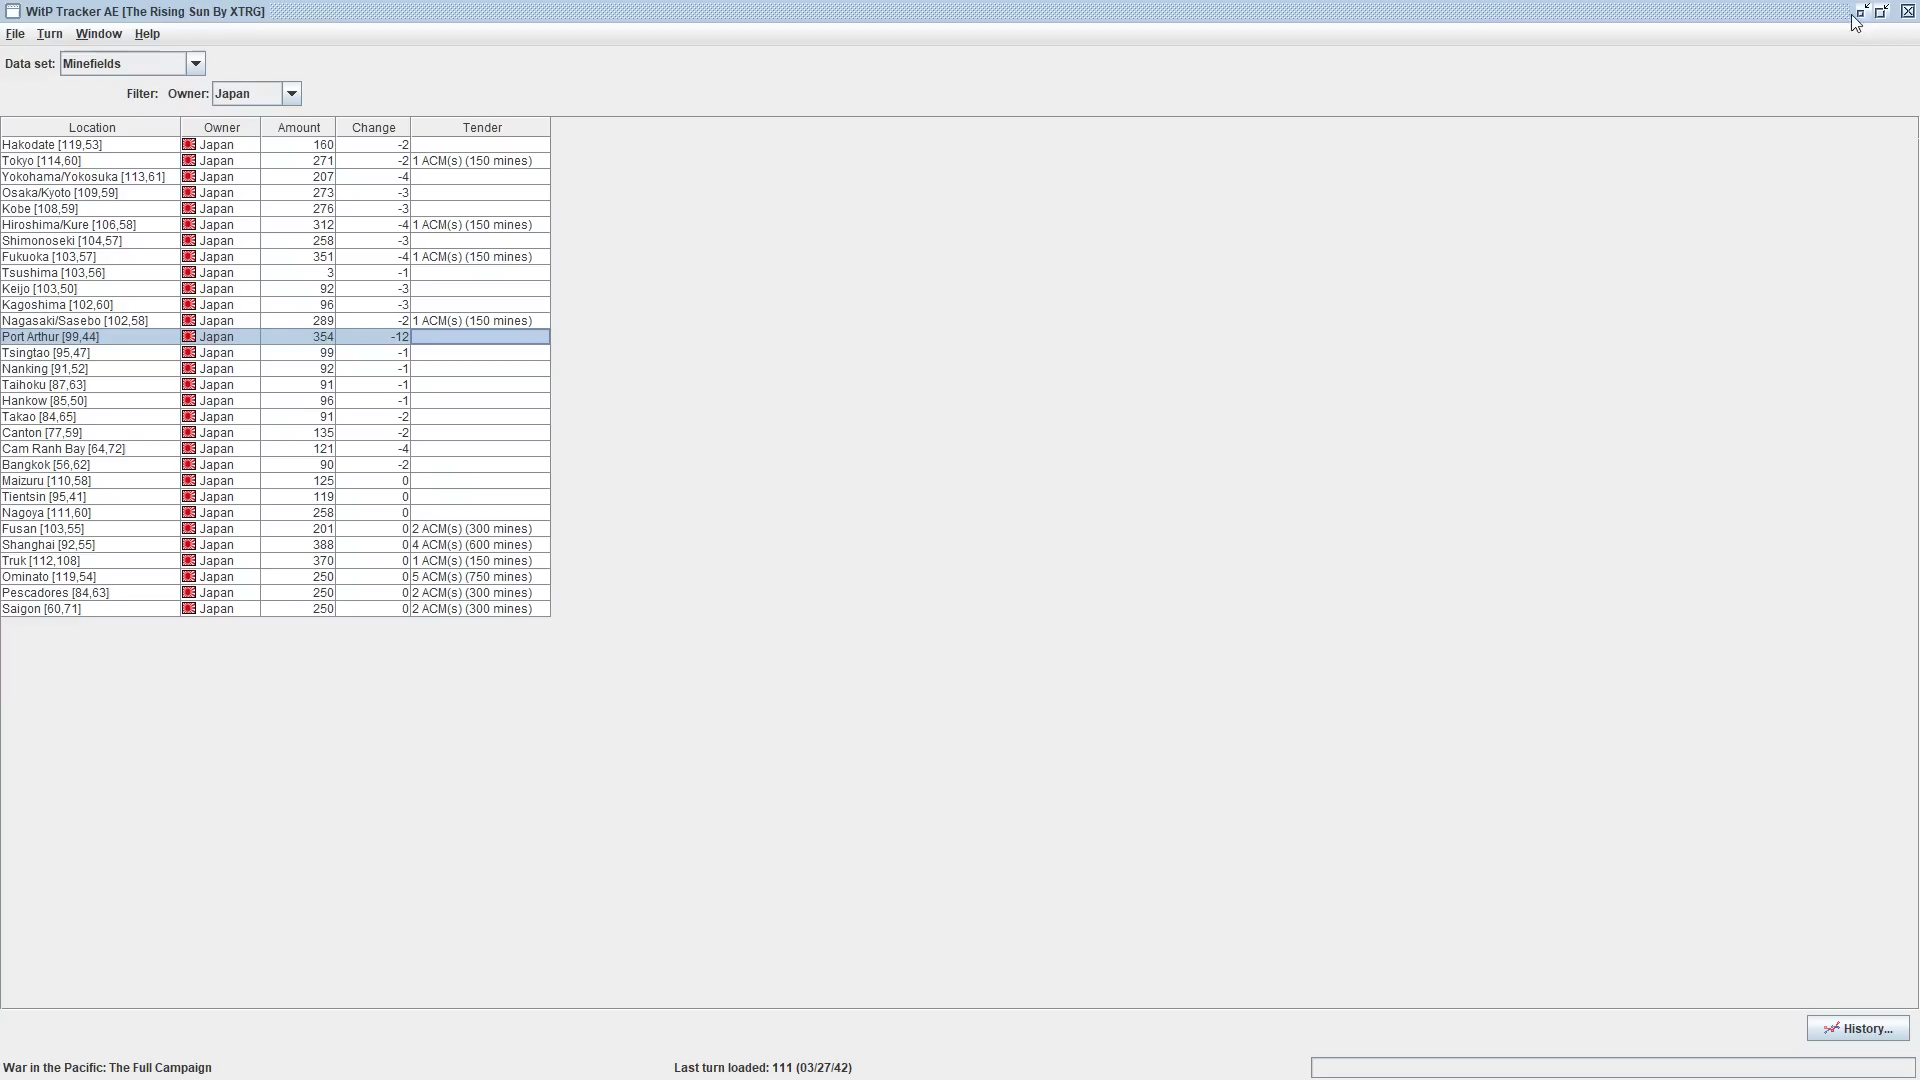 WitP Tracker AE [The Rising Sun By XTRG]
File Turn Window Help
Data set: Minefields
Filter: Owner: Japan
Location Owner Amount Change Tender
Hakodate [119,53] Japan 160 -2
Tokyo [114,60] Japan 271 -2 1 ACM(s) (150 mines)
Yokohama/Yokosuka [113,61] Japan 207 -4
Osaka/Kyoto [109,59] Japan 273 -3
Kobe [108,59] Japan 276 -3
Hiroshima/Kure [106,58] Japan 312 -4 1 ACM(s) (150 mines)
Shimonoseki [104,57] Japan 258 -3
Fukuoka [103,57] Japan 351 -4 1 ACM(s) (150 mines)
Tsushima [103,56] Japan 3 -1
Keijo [103,50] Japan 92 -3
Kagoshima [102,60] Japan 96 -3
Nagasaki/Sasebo [102,58] Japan 289 -2 1 ACM(s) (150 mines)
Port Arthur [99,44] Japan 354 -12
Tsingtao [95,47] Japan 99 -1
Nanking [91,52] Japan 92 -1
Taihoku [87,63] Japan 91 -1
Hankow [85,50] Japan 96 -1
Takao [84,65] Japan 91 -2
Canton [77,59] Japan 135 -2
Cam Ranh Bay [64,72] Japan 121 -4
Bangkok [56,62] Japan 90 -2
Maizuru [110,58] Japan 125 0
Tientsin [95,41] Japan 119 0
Nagoya [111,60] Japan 258 0
Fusan [103,55] Japan 201 0 2 ACM(s) (300 mines)
Shanghai [92,55] Japan 388 0 4 ACM(s) (600 mines)
Truk [112,108] Japan 370 0 1 ACM(s) (150 mines)
Ominato [119,54] Japan 250 0 5 ACM(s) (750 mines)
Pescadores [84,63] Japan 250 0 2 ACM(s) (300 mines)
Saigon [60,71] Japan 250 0 2 ACM(s) (300 mines)
History...
War in the Pacific: The Full Campaign Last turn loaded: 111 (03/27/42)